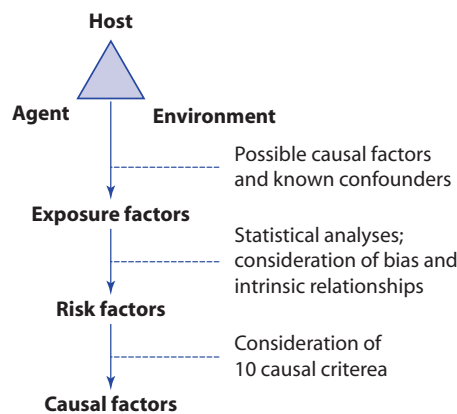 Host
Agent Environment
Possible causal factors
and known confounders
Exposure factors
Statistical analyses;
consideration of bias and
intrinsic relationships
Risk factors
Consideration of
10 causal criterea
Causal factors